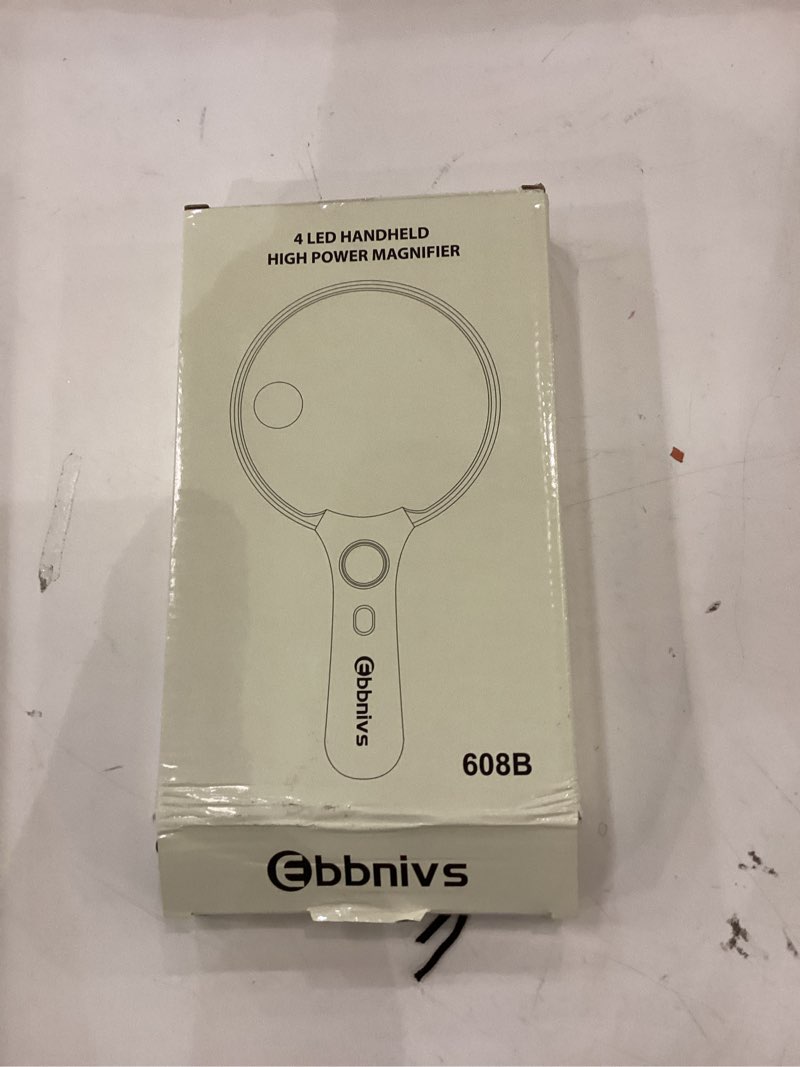 4 LED HANDHELD
HIGH POWER MAGNIFIER
Ebbnivs
608B
Ebbnivs